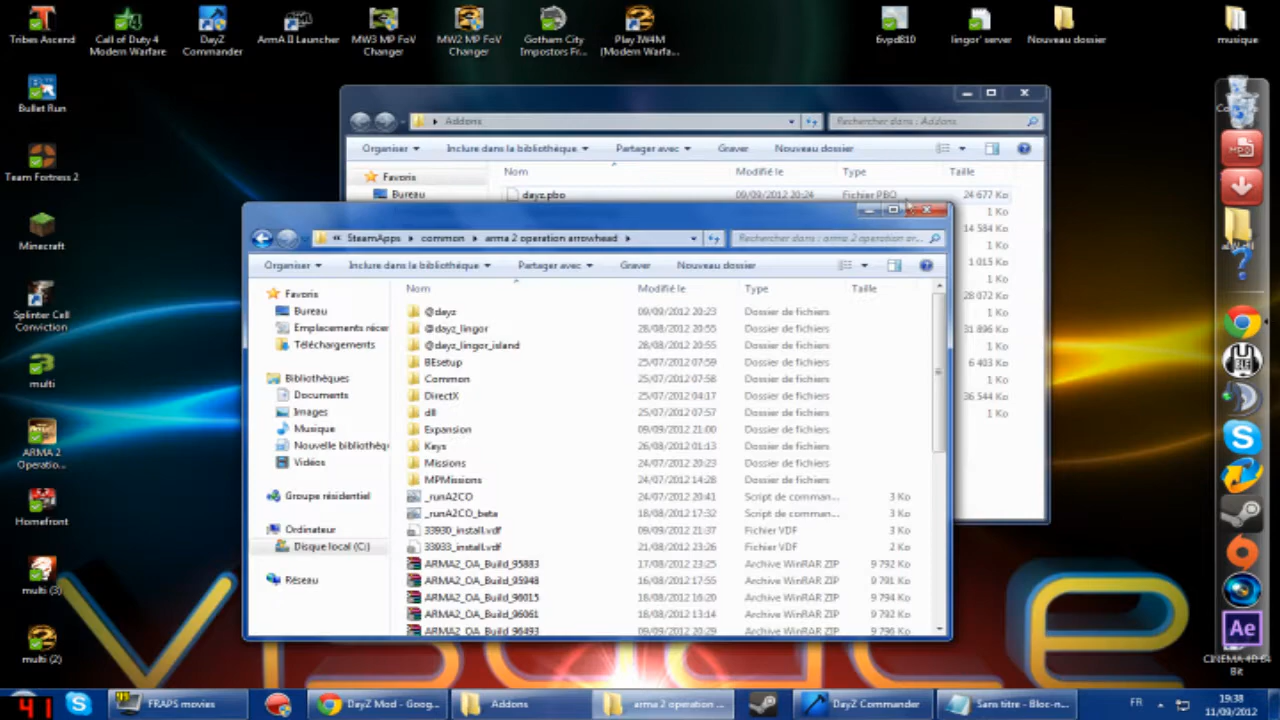 Tribes Ascend
Call of Duty 4 Modern Warfare
DayZ Commander
ArmA II Launcher
MW3 MP FoV Changer
MW2 MP FoV Changer
Gotham City Impostors Fr...
Play IW4M (Modern Warfa...
6vpd810
lingor' server
Nouveau dossier
musique
Bullet Run
Team Fortress 2
Minecraft
Splinter Cell Conviction
multi
ARMA 2 Operatio...
Homefront
multi (3)
multi (2)
Addons
Rechercher dans : Addons
Organiser
Inclure dans la bibliothèque
Partager avec
Graver
Nouveau dossier
Favoris
Bureau
Nom
Modifié le
Type
Taille
dayz.pbo 09/09/2012 20:24 Fichier PBO 24 677 Ko
1 Ko
14 584 Ko
1 Ko
1 015 Ko
1 Ko
28 072 Ko
1 Ko
31 896 Ko
1 Ko
6 403 Ko
1 Ko
36 544 Ko
1 Ko
« SteamApps common arma 2 operation arrowhead
Rechercher dans : arma 2 operation ar...
Organiser
Inclure dans la bibliothèque
Partager avec
Graver
Nouveau dossier
Favoris
Bureau
Emplacements récer
Téléchargements
Bibliothèques
Documents
Images
Musique
Nouvelle bibliothèq
Vidéos
Groupe résidentiel
Ordinateur
Disque local (C:)
Réseau
Nom Modifié le Type Taille
@dayz 09/09/2012 20:23 Dossier de fichiers
@dayz_lingor 28/08/2012 20:55 Dossier de fichiers
@dayz_lingor_island 28/08/2012 20:55 Dossier de fichiers
BEsetup 25/07/2012 07:59 Dossier de fichiers
Common 25/07/2012 07:58 Dossier de fichiers
DirectX 25/07/2012 04:17 Dossier de fichiers
dll 25/07/2012 07:57 Dossier de fichiers
Expansion 09/09/2012 21:00 Dossier de fichiers
Keys 26/08/2012 01:13 Dossier de fichiers
Missions 24/07/2012 20:23 Dossier de fichiers
MPMissions 24/07/2012 14:28 Dossier de fichiers
_runA2CO 24/07/2012 20:41 Script de comman... 3 Ko
_runA2CO_beta 18/08/2012 17:32 Script de comman... 3 Ko
33930_install.vdf 09/09/2012 21:37 Fichier VDF 3 Ko
33933_install.vdf 21/08/2012 23:26 Fichier VDF 2 Ko
ARMA2_OA_Build_95883 17/08/2012 23:25 Archive WinRAR ZIP 9 792 Ko
ARMA2_OA_Build_95948 16/08/2012 17:55 Archive WinRAR ZIP 9 791 Ko
ARMA2_OA_Build_96015 16/08/2012 16:20 Archive WinRAR ZIP 9 794 Ko
ARMA2_OA_Build_96061 18/08/2012 13:14 Archive WinRAR ZIP 9 792 Ko
ARMA2_OA_Build_96493 09/09/2012 20:29 Archive WinRAR ZIP 9 796 Ko
Ae
CINEMA 4D 64 Bit
41
FRAPS movies
DayZ Mod - Goog...
Addons
arma 2 operation ...
DayZ Commander
Sans titre - Bloc-n...
FR
19:38
11/09/2012